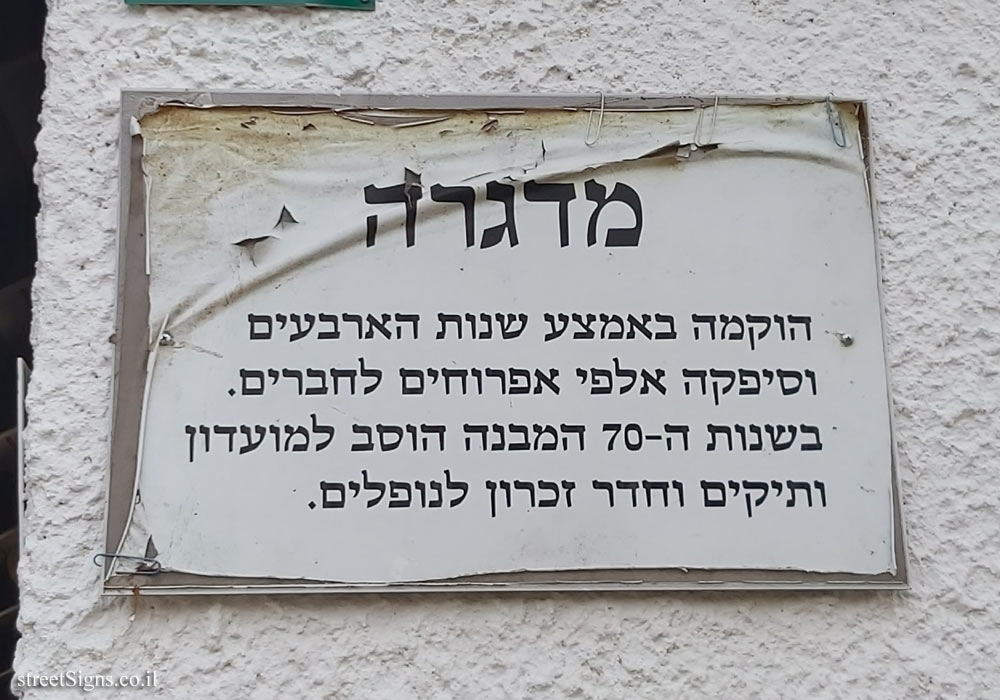 מדגרה
הוקמה באמצע שנות הארבעים
וסיפקה אלפי אפרוחים לחברים.
בשנות ה-70 המבנה הוסב למועדון
ותיקים וחדר זכרון לנופלים.
streetSigns.co.il